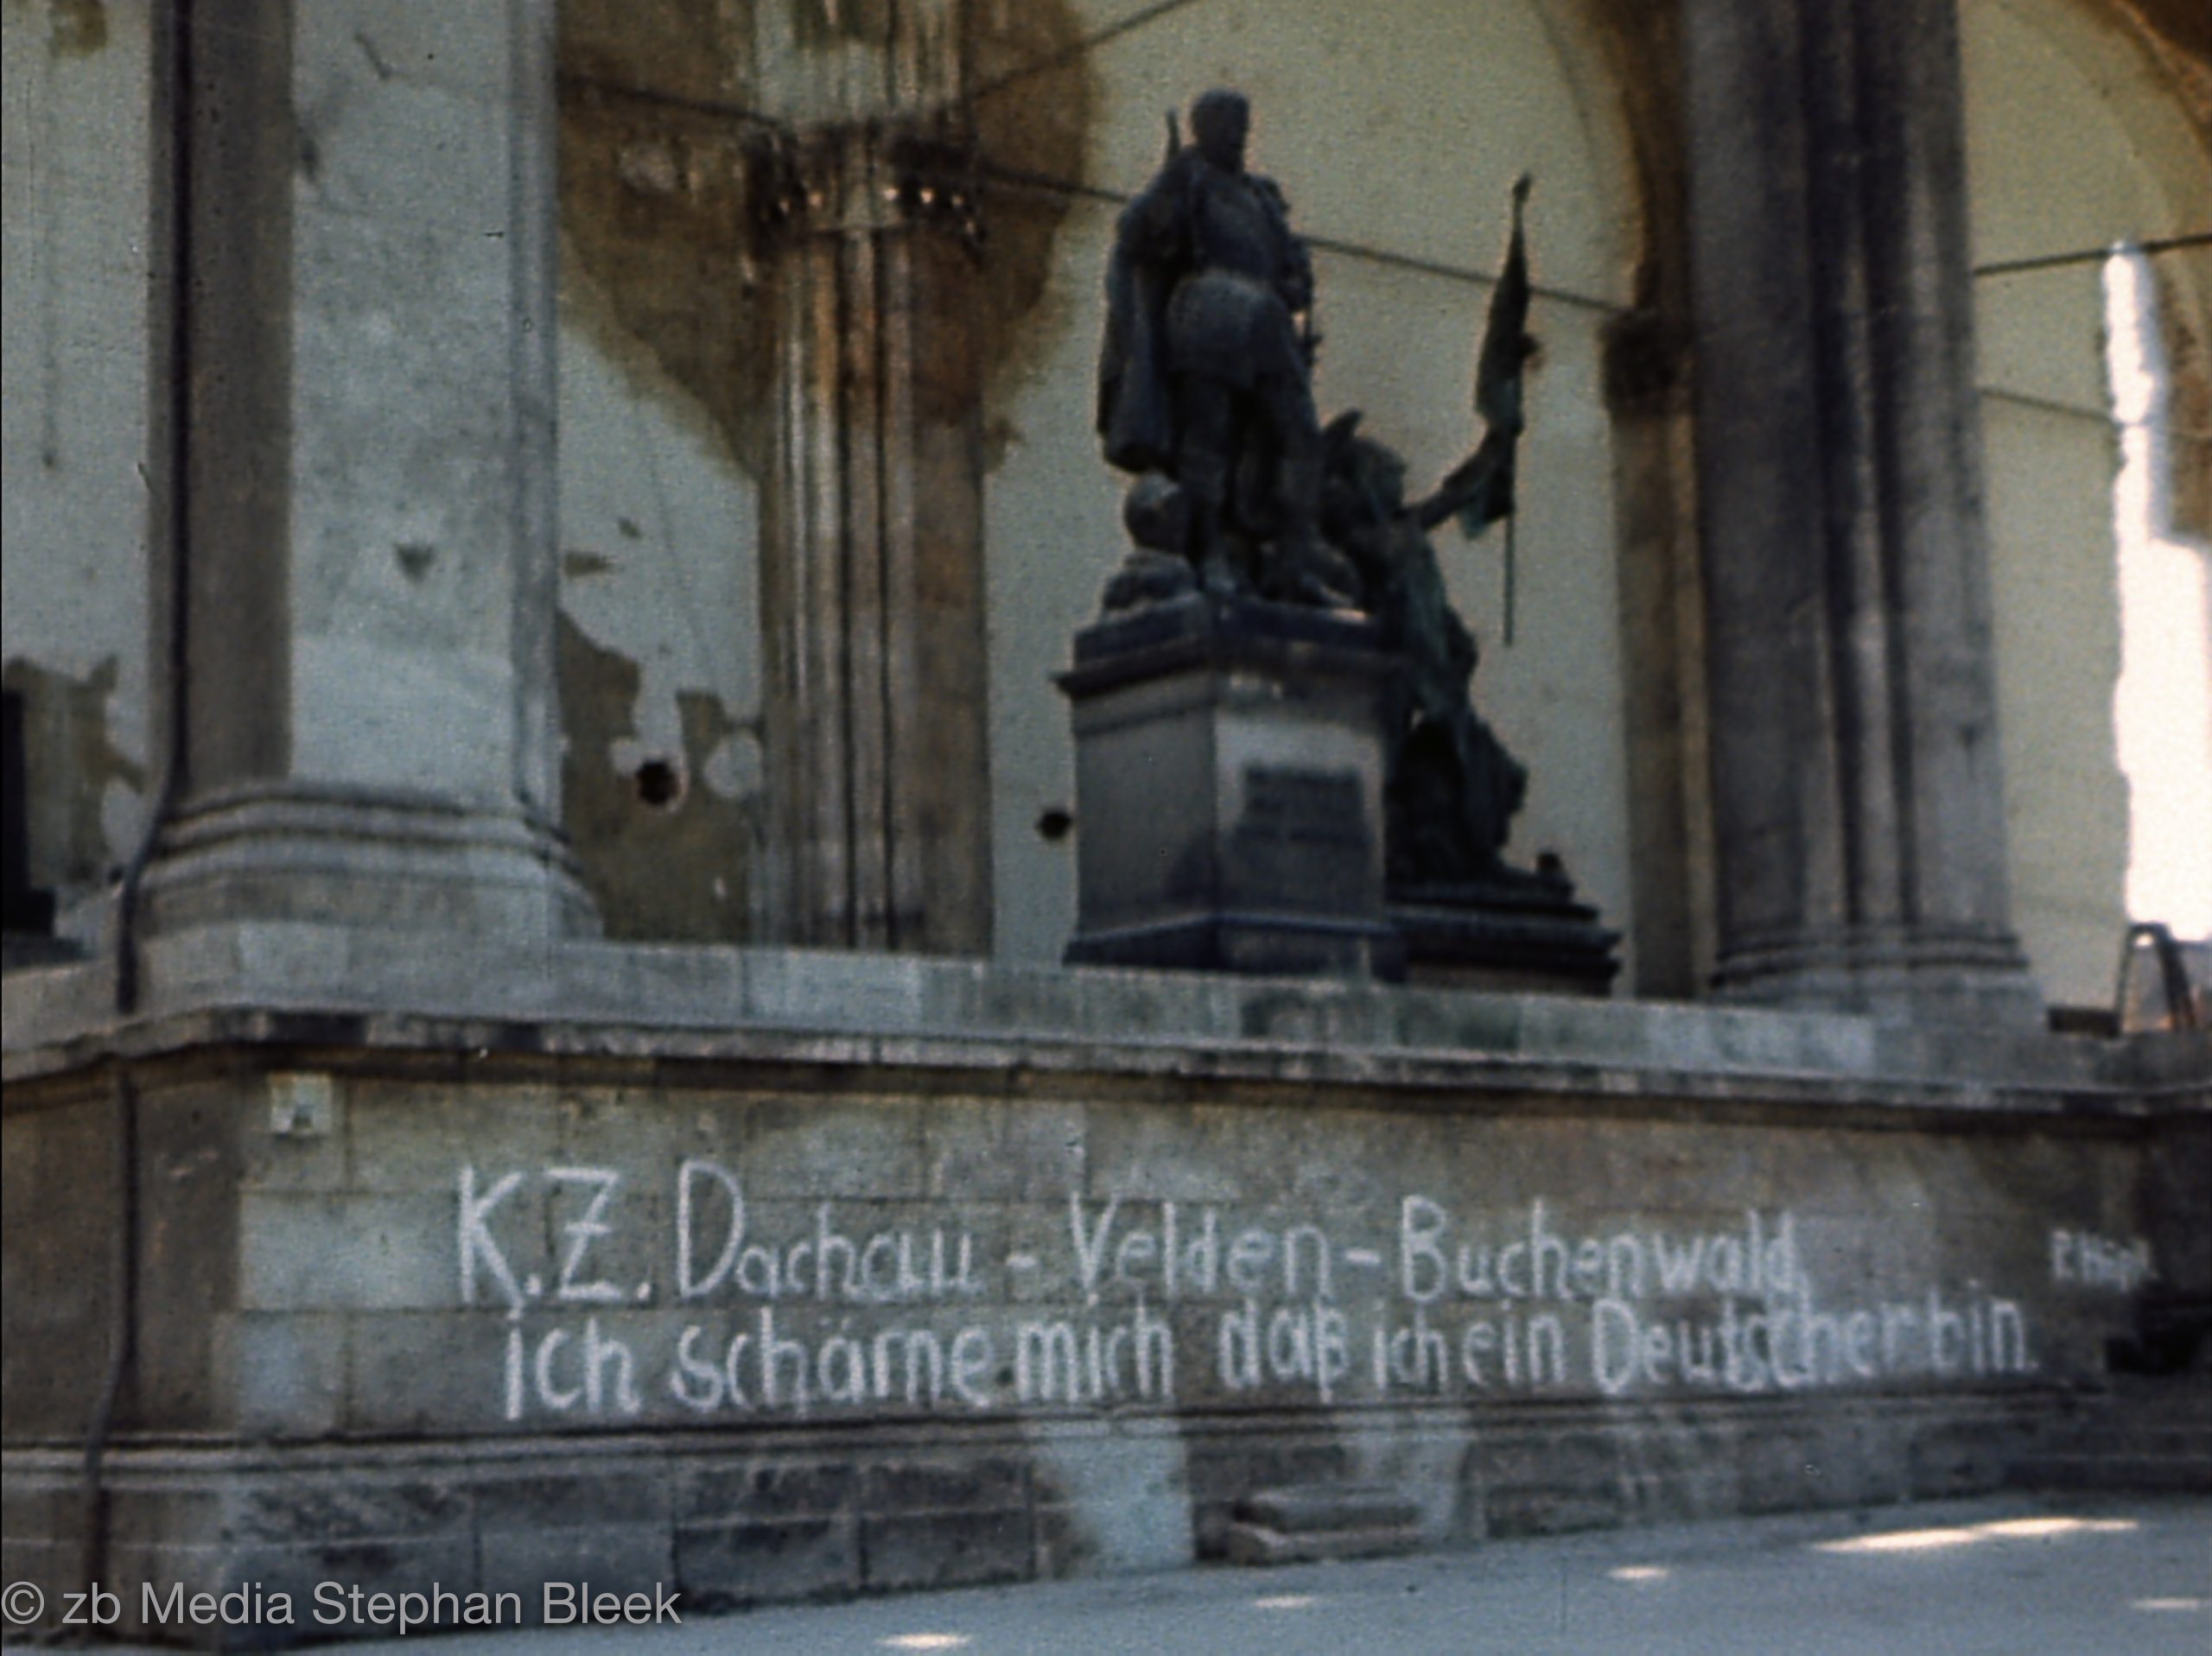 K.Z. Dachau - Velden - Buchenwald,
ich schäme mich daß ich ein Deutscher bin.
© zb Media Stephan Bleek